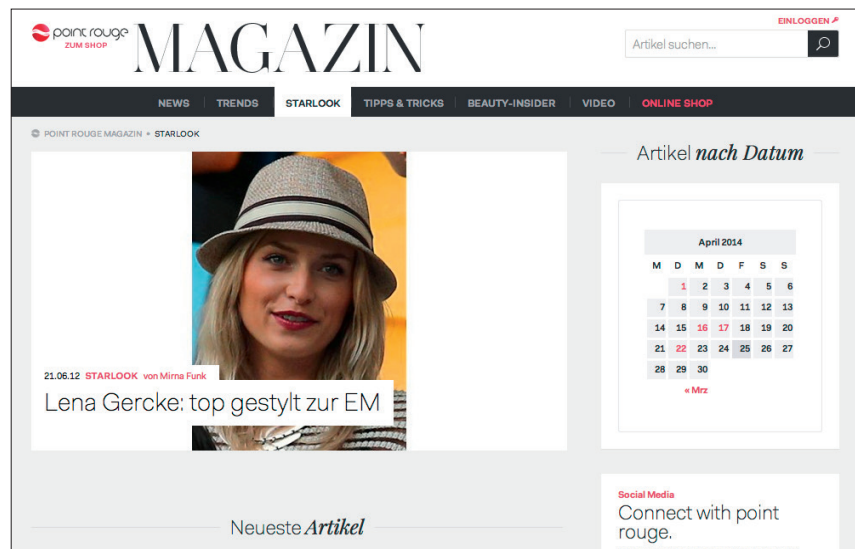 EINLOGGEN
point rouge
ZUM SHOP
MAGAZIN
Artikel suchen...
NEWS TRENDS STARLOOK TIPPS & TRICKS BEAUTY-INSIDER VIDEO ONLINE SHOP
POINT ROUGE MAGAZIN • STARLOOK
21.06.12 STARLOOK von Mirna Funk
Lena Gercke: top gestylt zur EM
Neueste Artikel
Artikel nach Datum
April 2014
M D M D F S S
1 2 3 4 5 6
7 8 9 10 11 12 13
14 15 16 17 18 19 20
21 22 23 24 25 26 27
28 29 30
« Mrz
Social Media
Connect with point
rouge.